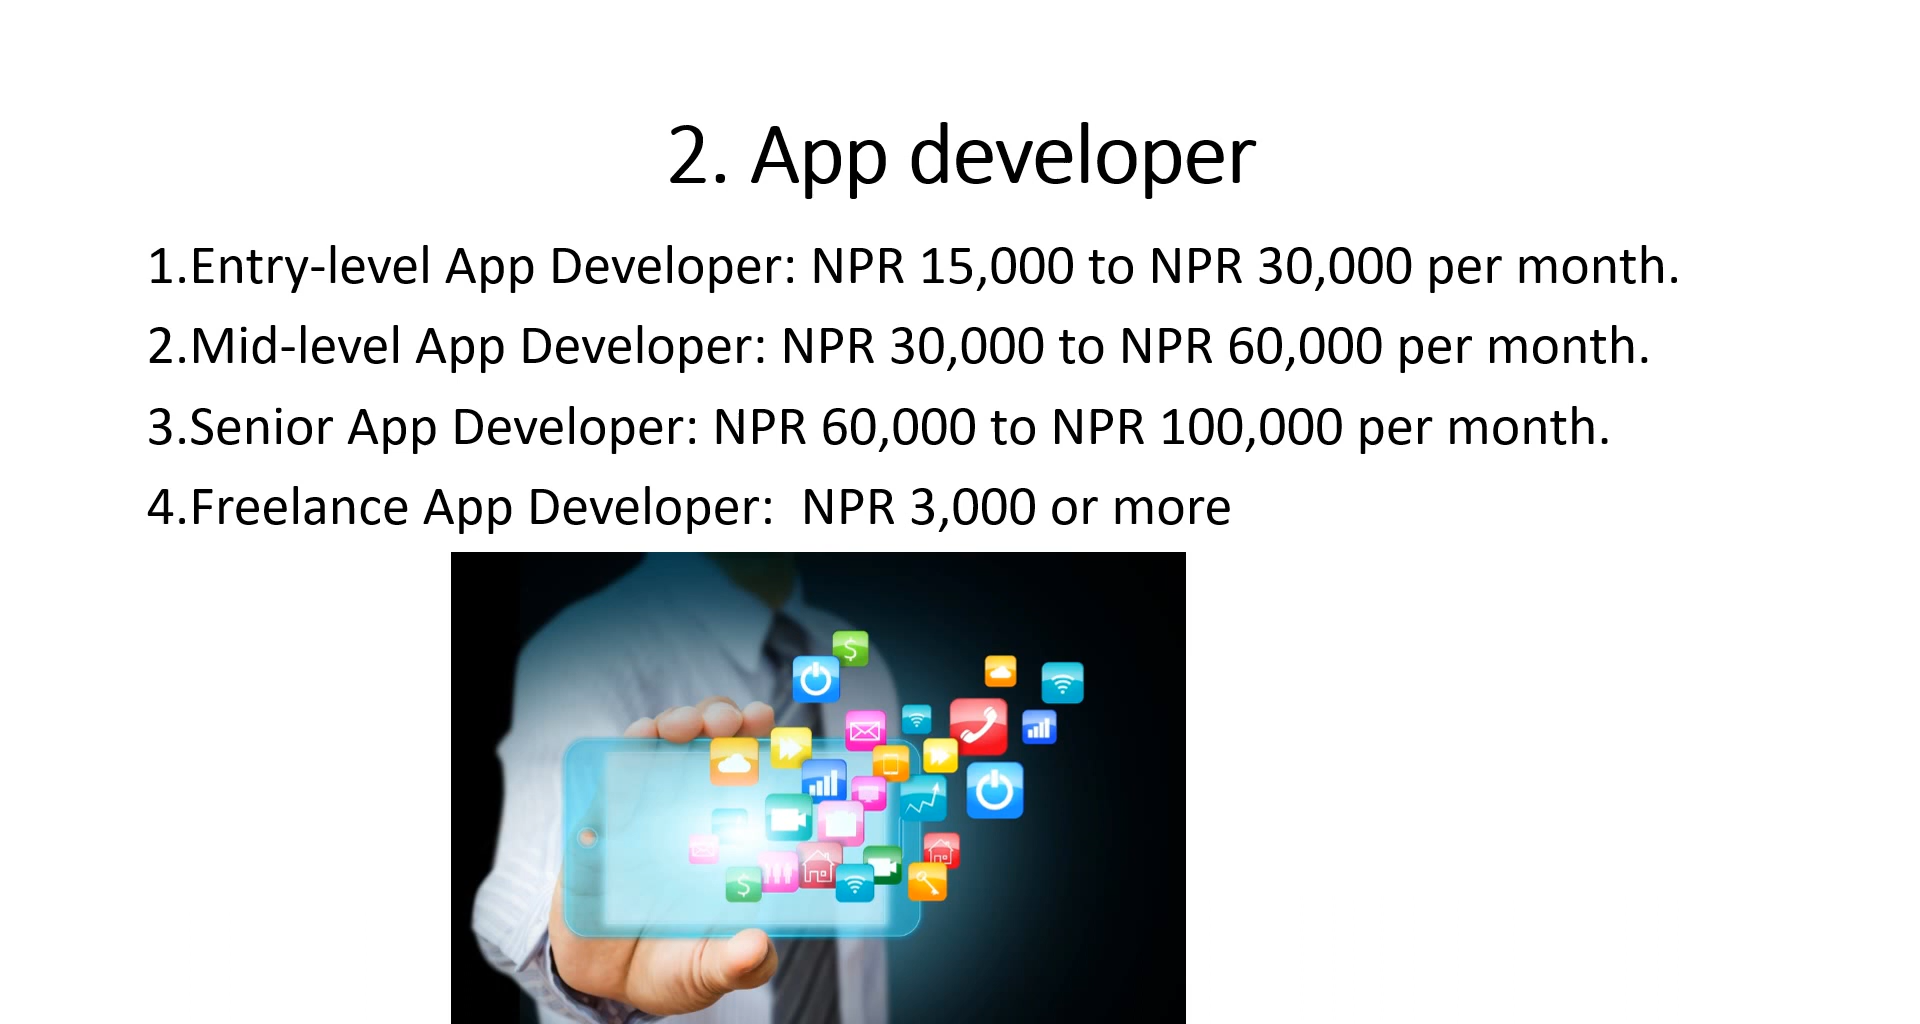 2. App developer
1.Entry-level App Developer: NPR 15,000 to NPR 30,000 per month.
2.Mid-level App Developer: NPR 30,000 to NPR 60,000 per month.
3.Senior App Developer: NPR 60,000 to NPR 100,000 per month.
4.Freelance App Developer:  NPR 3,000 or more